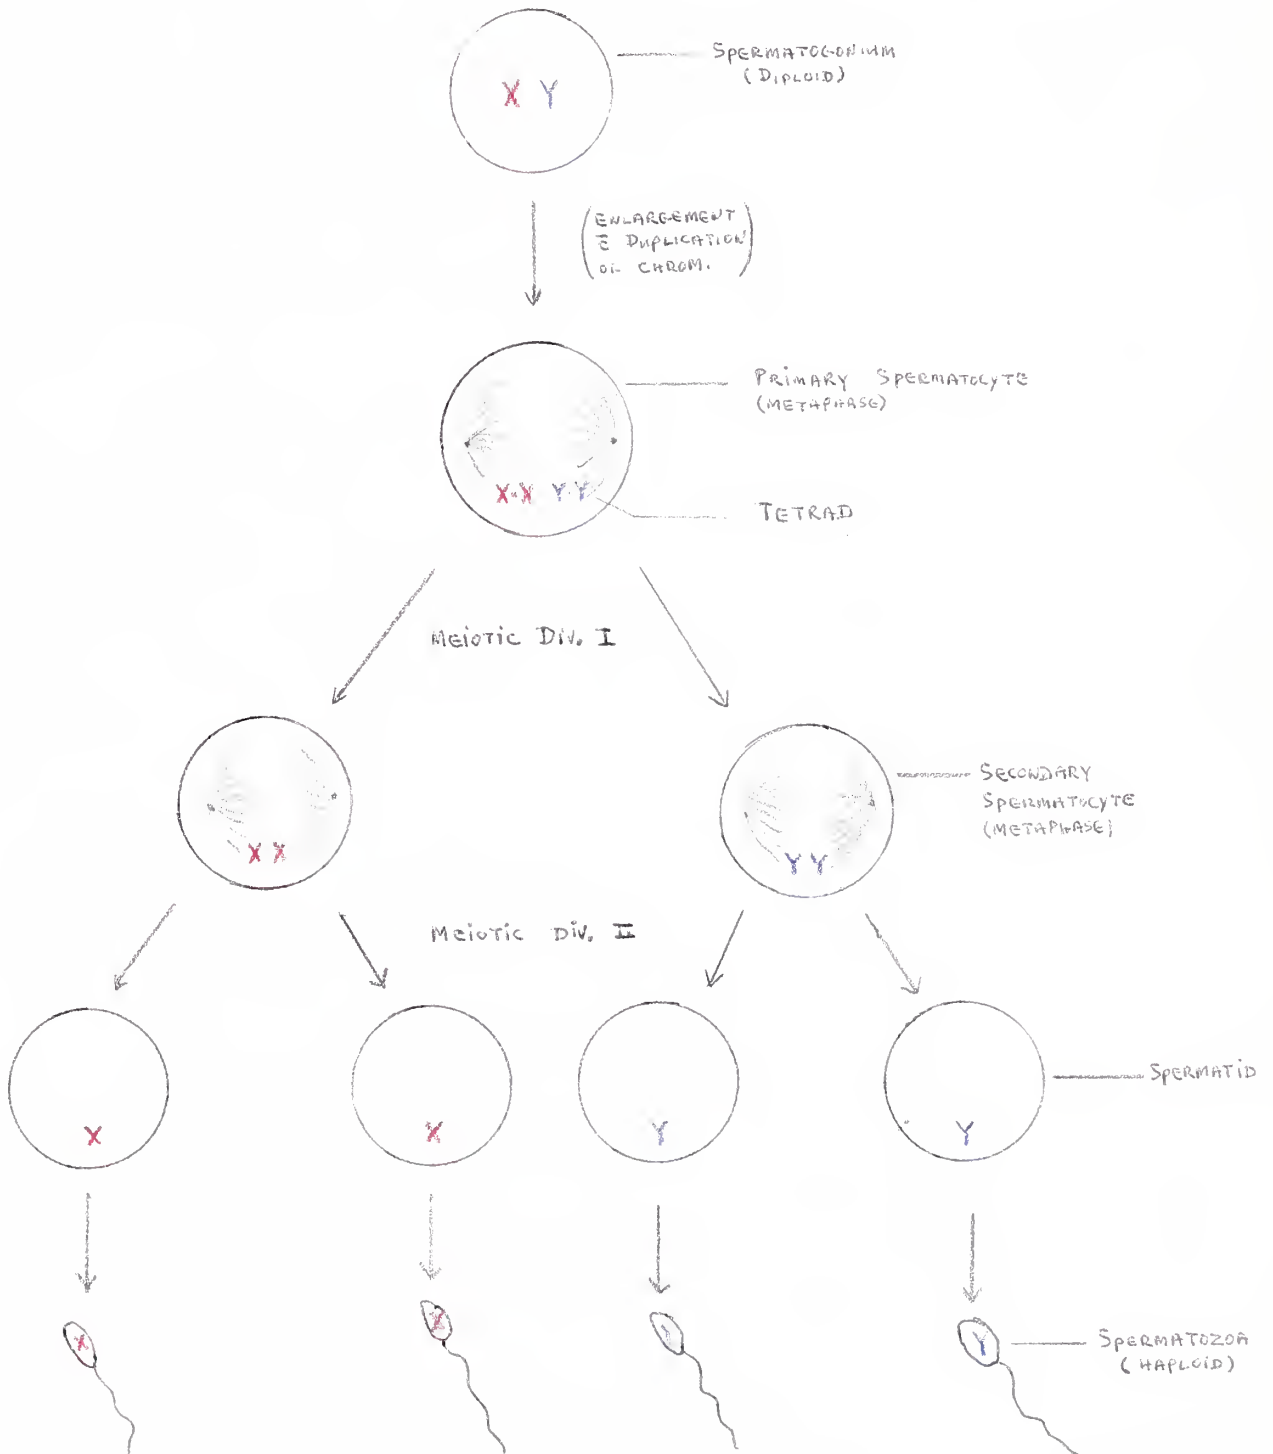 SPERMATOGONIUM
(DIPLOID)
X Y
(ENLARGEMENT
c̄ DUPLICATION
OF CHROM.)
PRIMARY SPERMATOCYTE
(METAPHASE)
X-X Y-Y
TETRAD
MEIOTIC DIV. I
SECONDARY
SPERMATOCYTE
(METAPHASE)
X X
Y Y
MEIOTIC DIV. II
SPERMATID
X X Y Y
X X Y Y
SPERMATOZOA
(HAPLOID)